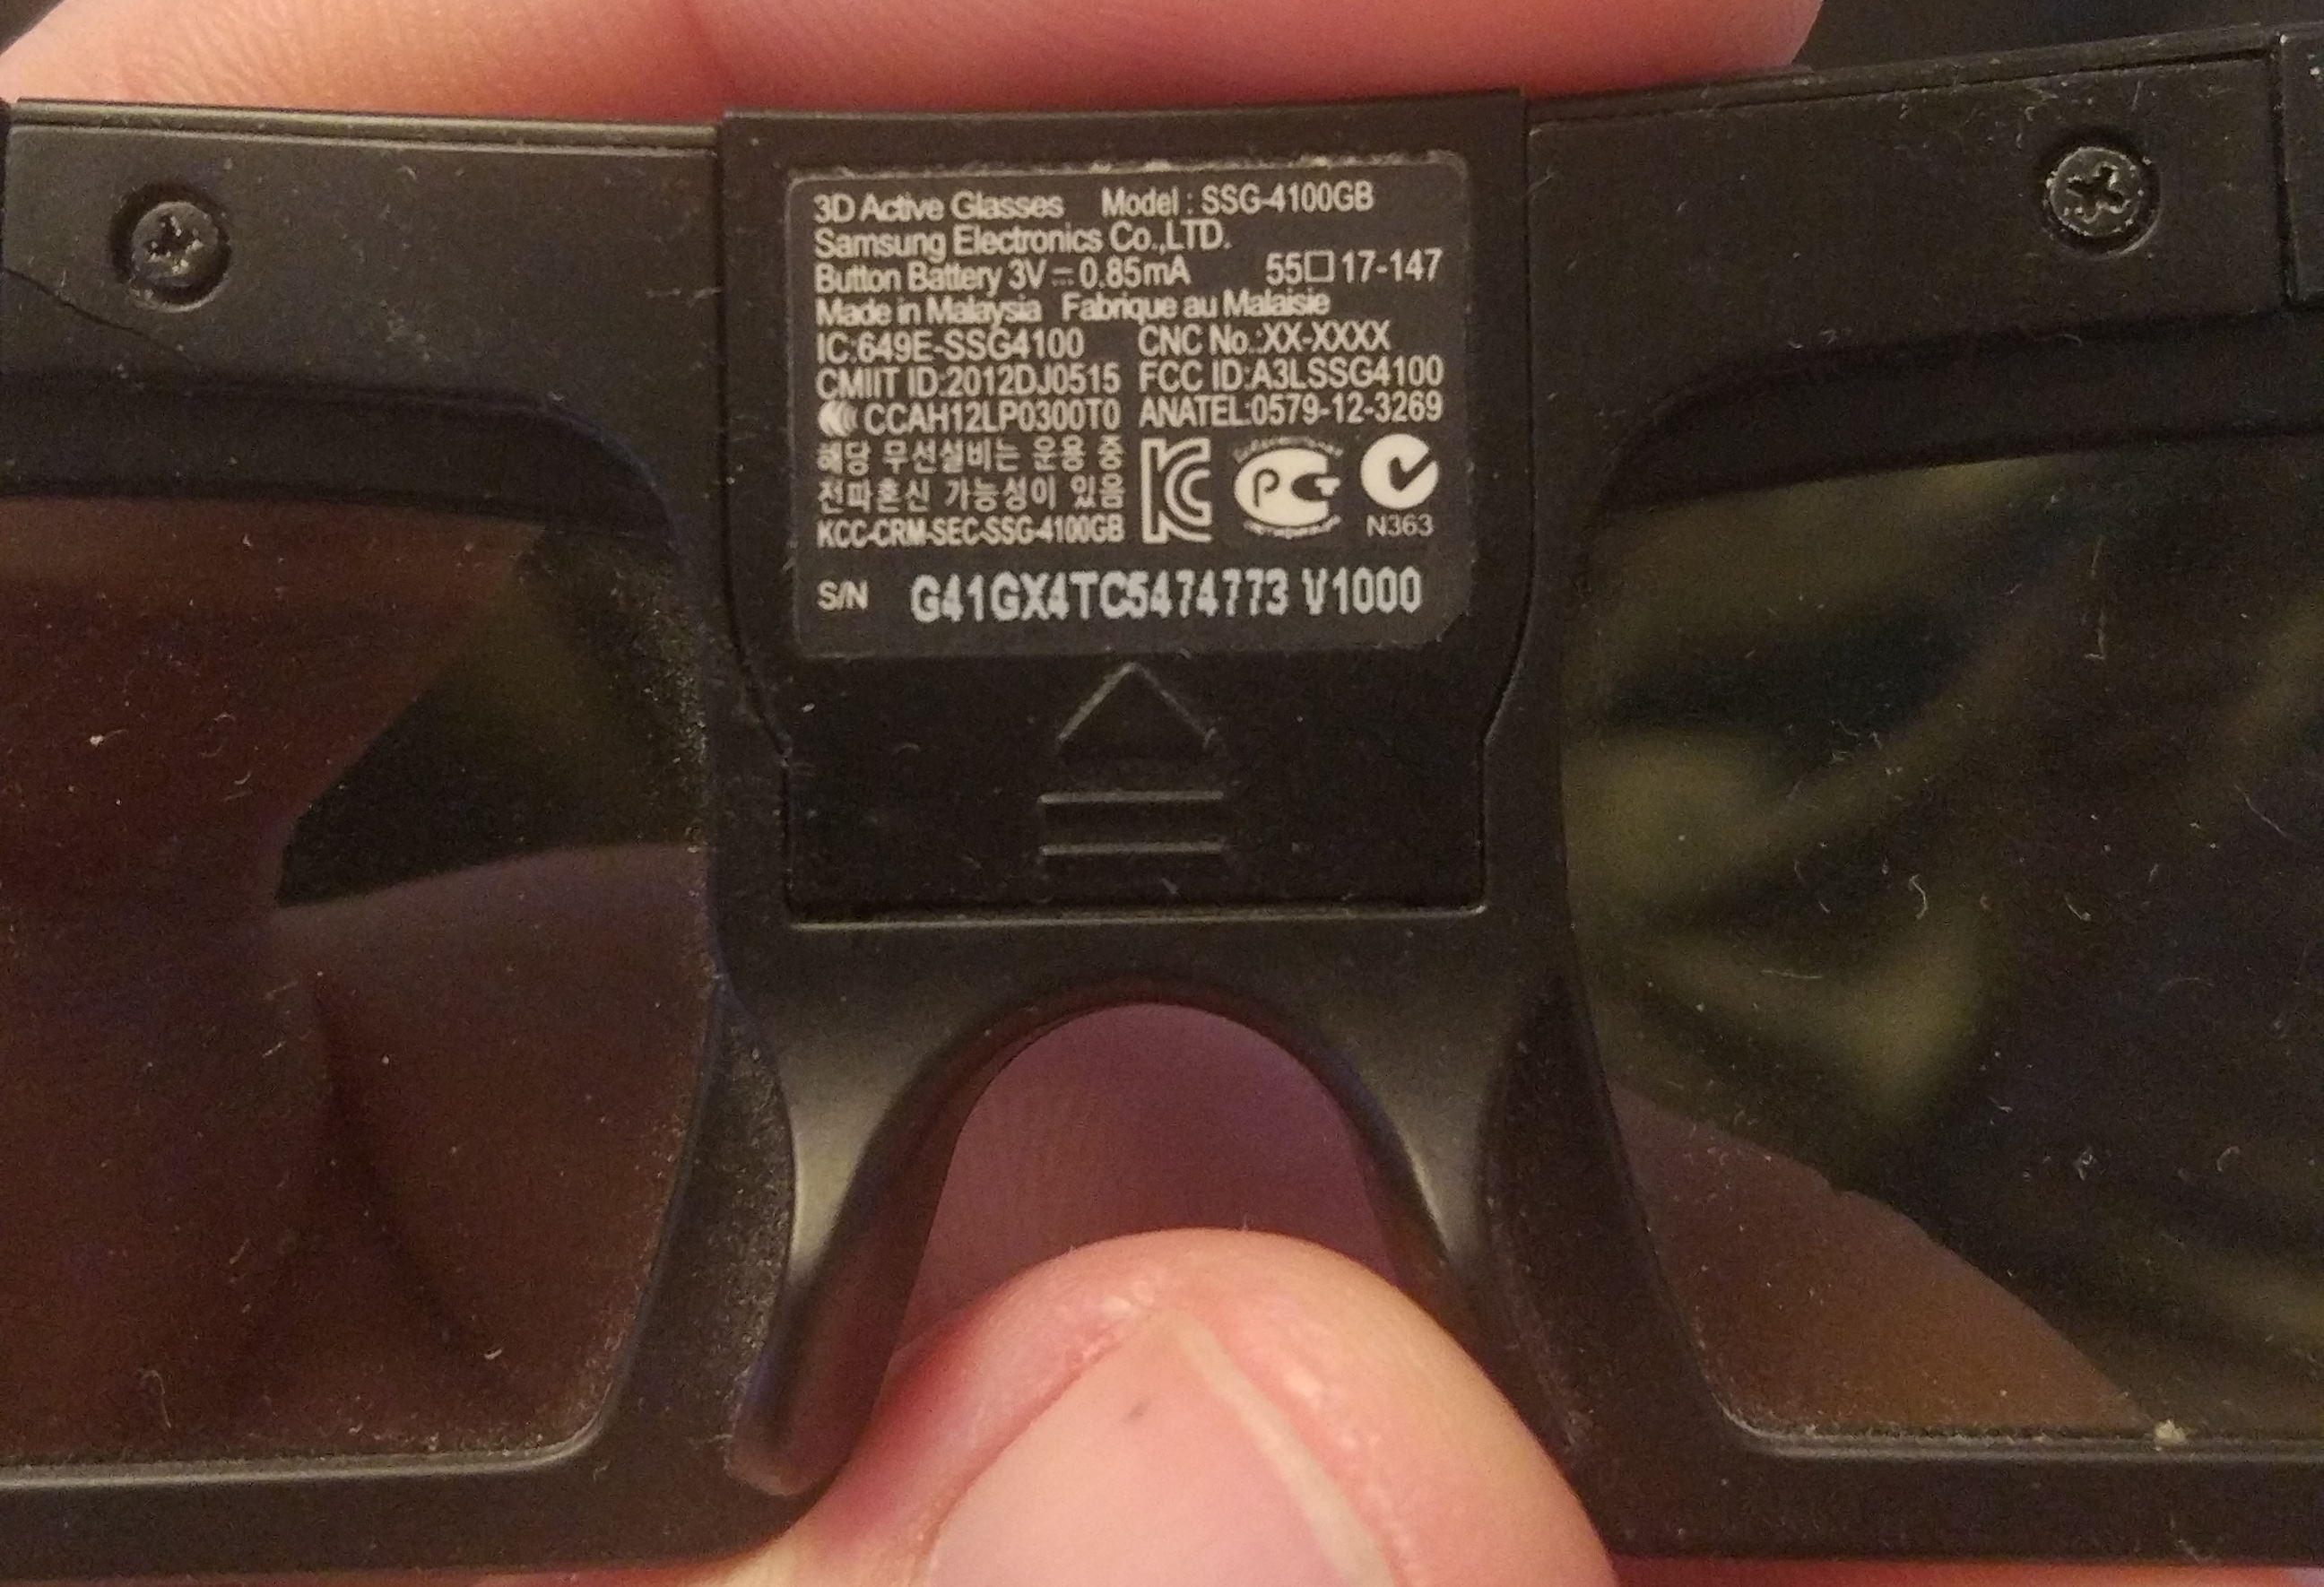 3D Active Glasses Model : SSG-4100GB
Samsung Electronics Co.,LTD.
Button Battery 3V⎓0.85mA 55□17-147
Made in Malaysia Fabrique au Malaisie
IC:649E-SSG4100 CNC No.:XX-XXXX
CMIIT ID:2012DJ0515 FCC ID:A3LSSG4100
CCAH12LP0300T0 ANATEL:0579-12-3269
해당 무선설비는 운용 중
전파혼신 가능성이 있음
KCC-CRM-SEC-SSG-4100GB
N363
S/N G41GX4TC5474773 V1000